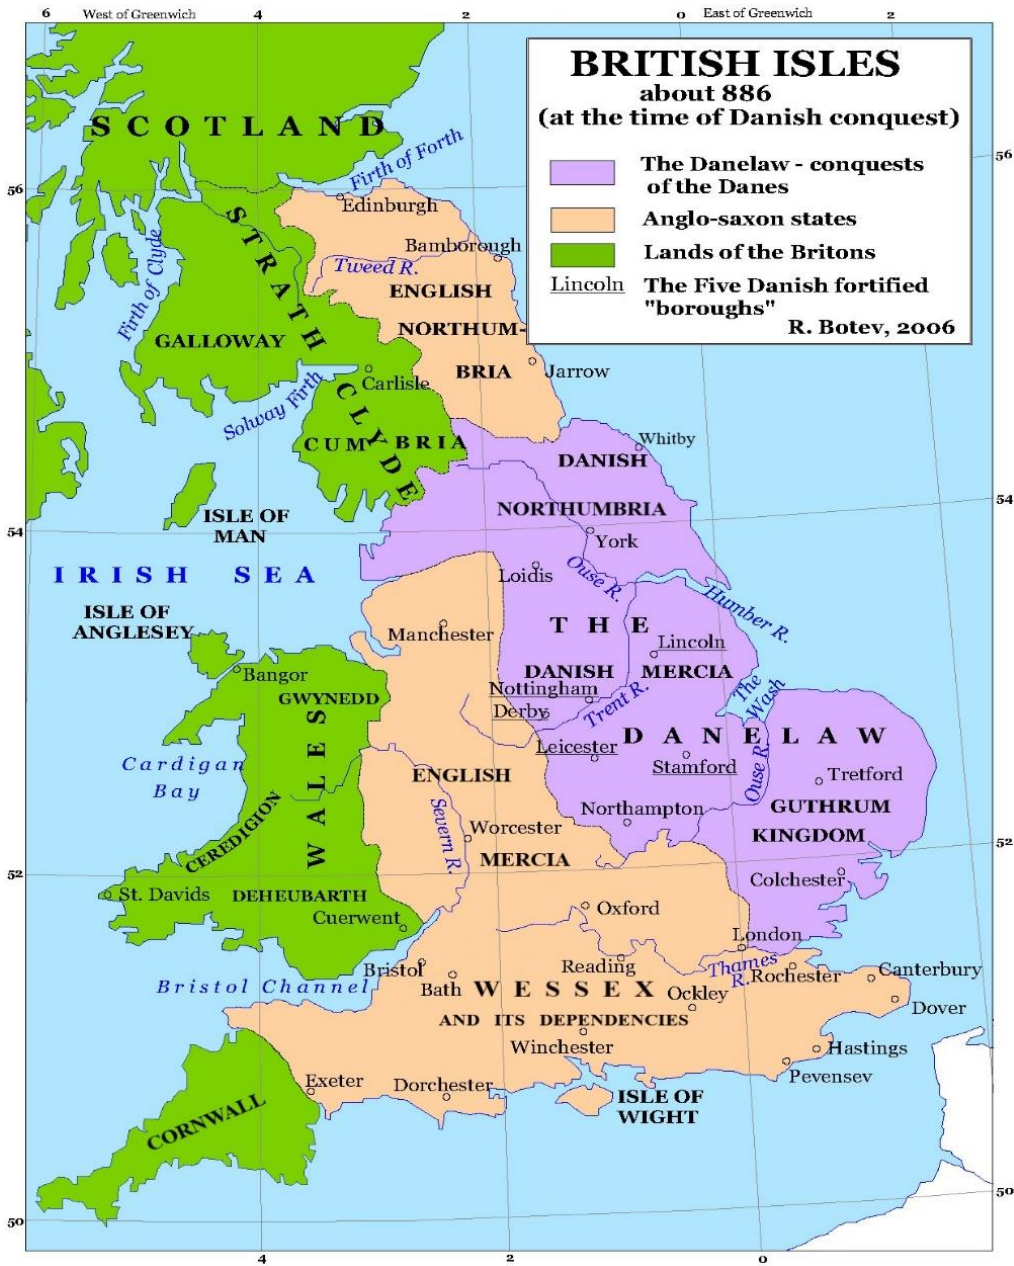 6 West of Greenwich 4 2 0 East of Greenwich 2
BRITISH ISLES
about 886
(at the time of Danish conquest)
The Danelaw - conquests
of the Danes
Anglo-saxon states
Lands of the Britons
Lincoln The Five Danish fortified
"boroughs"
R. Botev, 2006
SCOTLAND
Firth of Forth
56
56
Edinburgh
STRATH CLYDE
Bamborough
Tweed R.
Firth of Clyde
ENGLISH
NORTHUM-
BRIA
GALLOWAY
Jarrow
Carlisle
Solway Firth
CUMBRIA
Whitby
DANISH
NORTHUMBRIA
54
54
ISLE OF
MAN
York
IRISH SEA
Loidis
Ouse R.
Humber R.
ISLE OF
ANGLESEY
Manchester
THE
Lincoln
DANISH MERCIA
Bangor
Nottingham
Trent R.
The
Wash
GWYNEDD
Derby
DANELAW
WALES
Leicester
Stamford
Ouse R.
Cardigan
Bay
ENGLISH
Tretford
Severn R.
Northampton
GUTHRUM
KINGDOM
CEREDIGION
Worcester
MERCIA
52
52
Colchester
St. Davids
DEHEUBARTH
Cuerwent
Oxford
London
Bristol
Reading
Thames
R.
Rochester
Canterbury
Bristol Channel
Bath
WESSEX
Ockley
Dover
AND ITS DEPENDENCIES
Winchester
Hastings
Pevensev
Exeter
Dorchester
ISLE OF
WIGHT
CORNWALL
50
50
4 2 0